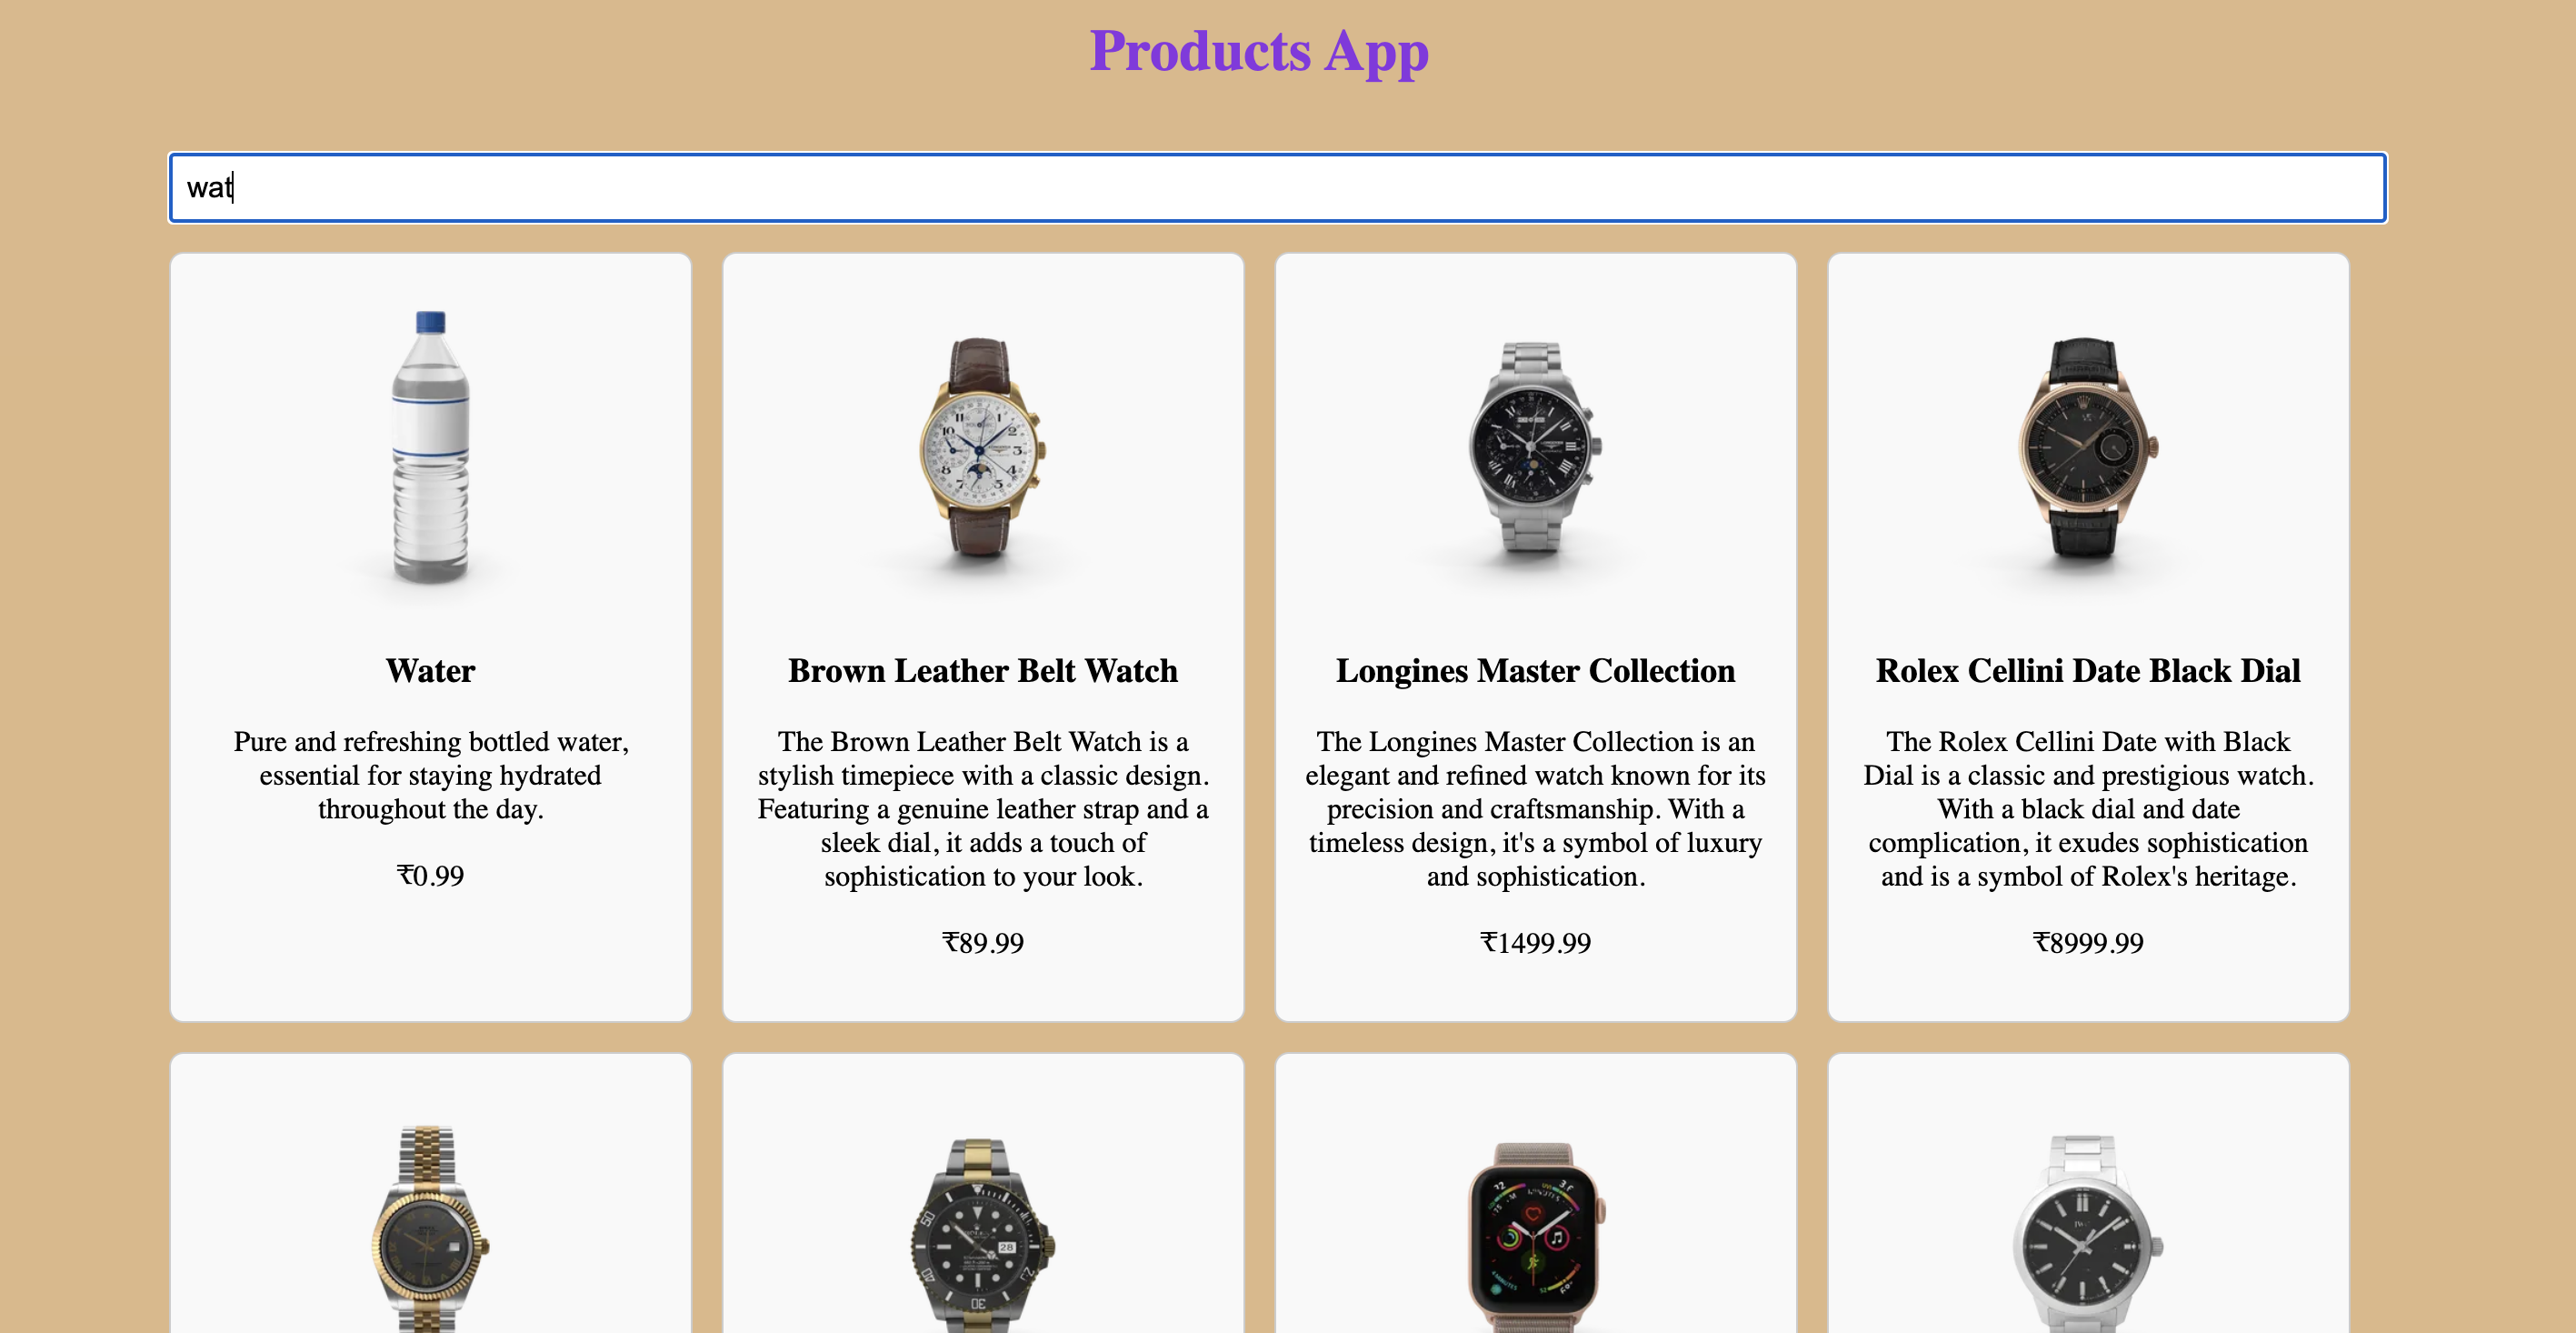 Products App
wat
Water
Pure and refreshing bottled water,
essential for staying hydrated
throughout the day.
₹0.99
Brown Leather Belt Watch
The Brown Leather Belt Watch is a
stylish timepiece with a classic design.
Featuring a genuine leather strap and a
sleek dial, it adds a touch of
sophistication to your look.
₹89.99
Longines Master Collection
The Longines Master Collection is an
elegant and refined watch known for its
precision and craftsmanship. With a
timeless design, it's a symbol of luxury
and sophistication.
₹1499.99
Rolex Cellini Date Black Dial
The Rolex Cellini Date with Black
Dial is a classic and prestigious watch.
With a black dial and date
complication, it exudes sophistication
and is a symbol of Rolex's heritage.
₹8999.99